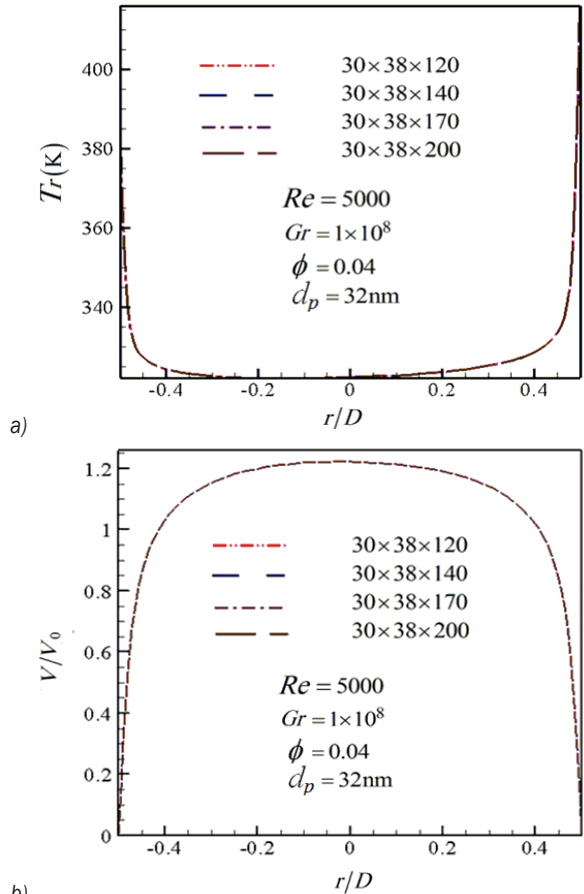 400
380
360
340
Tr(K)
30×38×120
30×38×140
30×38×170
30×38×200
Re = 5000
Gr = 1×10⁸
ϕ = 0.04
dₚ = 32nm
-0.4 -0.2 0 0.2 0.4
r/D
a)
1.2
1
0.8
0.6
0.4
0.2
0
V/V₀
30×38×120
30×38×140
30×38×170
30×38×200
Re = 5000
Gr = 1×10⁸
ϕ = 0.04
dₚ = 32nm
-0.4 -0.2 0 0.2 0.4
r/D
b)